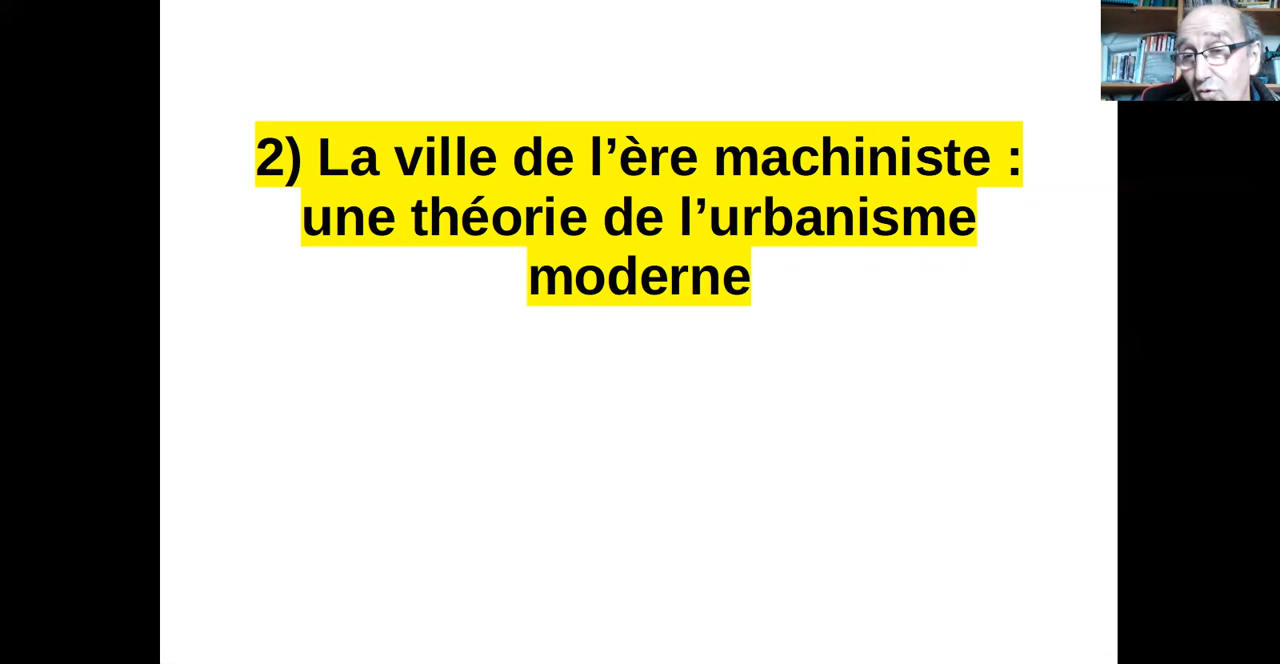 2) La ville de l’ère machiniste :
une théorie de l’urbanisme
moderne